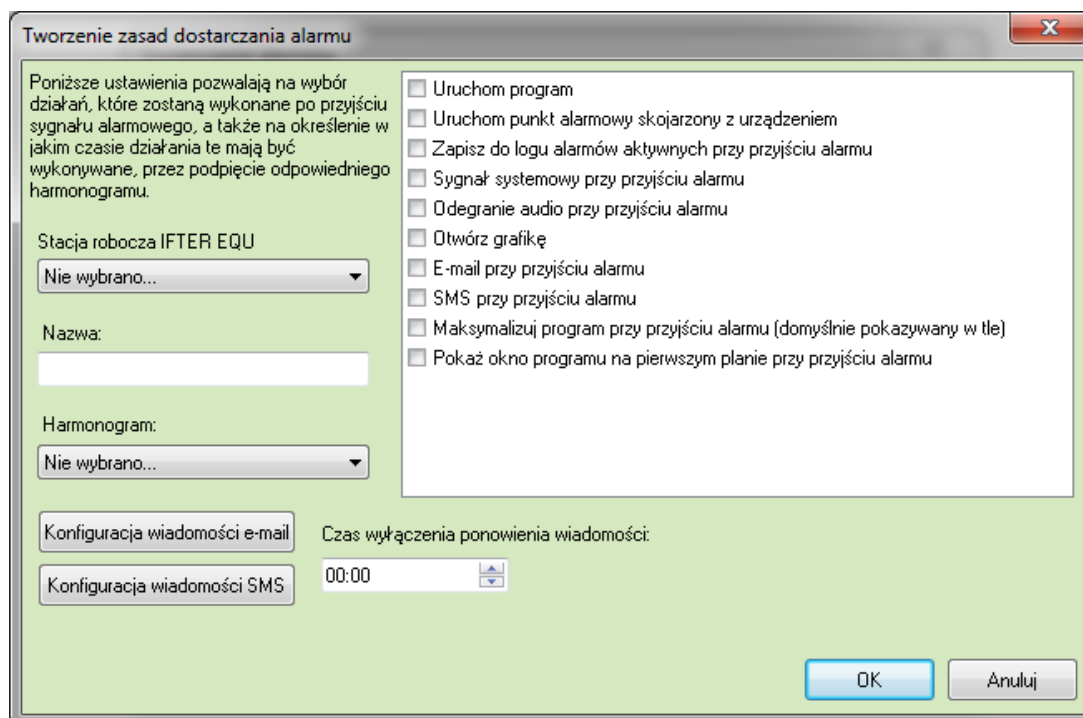 Tworzenie zasad dostarczania alarmu
Poniższe ustawienia pozwalają na wybór
działań, które zostaną wykonane po przyjściu
sygnału alarmowego, a także na określenie w
jakim czasie działania te mają być
wykonywane, przez podpięcie odpowiedniego
harmonogramu.
Stacja robocza IFTER EQU
Nie wybrano...
Nazwa:
Harmonogram:
Nie wybrano...
Uruchom program
Uruchom punkt alarmowy skojarzony z urządzeniem
Zapisz do logu alarmów aktywnych przy przyjściu alarmu
Sygnał systemowy przy przyjściu alarmu
Odegranie audio przy przyjściu alarmu
Otwórz grafikę
E-mail przy przyjściu alarmu
SMS przy przyjściu alarmu
Maksymalizuj program przy przyjściu alarmu (domyślnie pokazywany w tle)
Pokaż okno programu na pierwszym planie przy przyjściu alarmu
Konfiguracja wiadomości e-mail
Konfiguracja wiadomości SMS
Czas wyłączenia ponowienia wiadomości:
00:00
OK
Anuluj